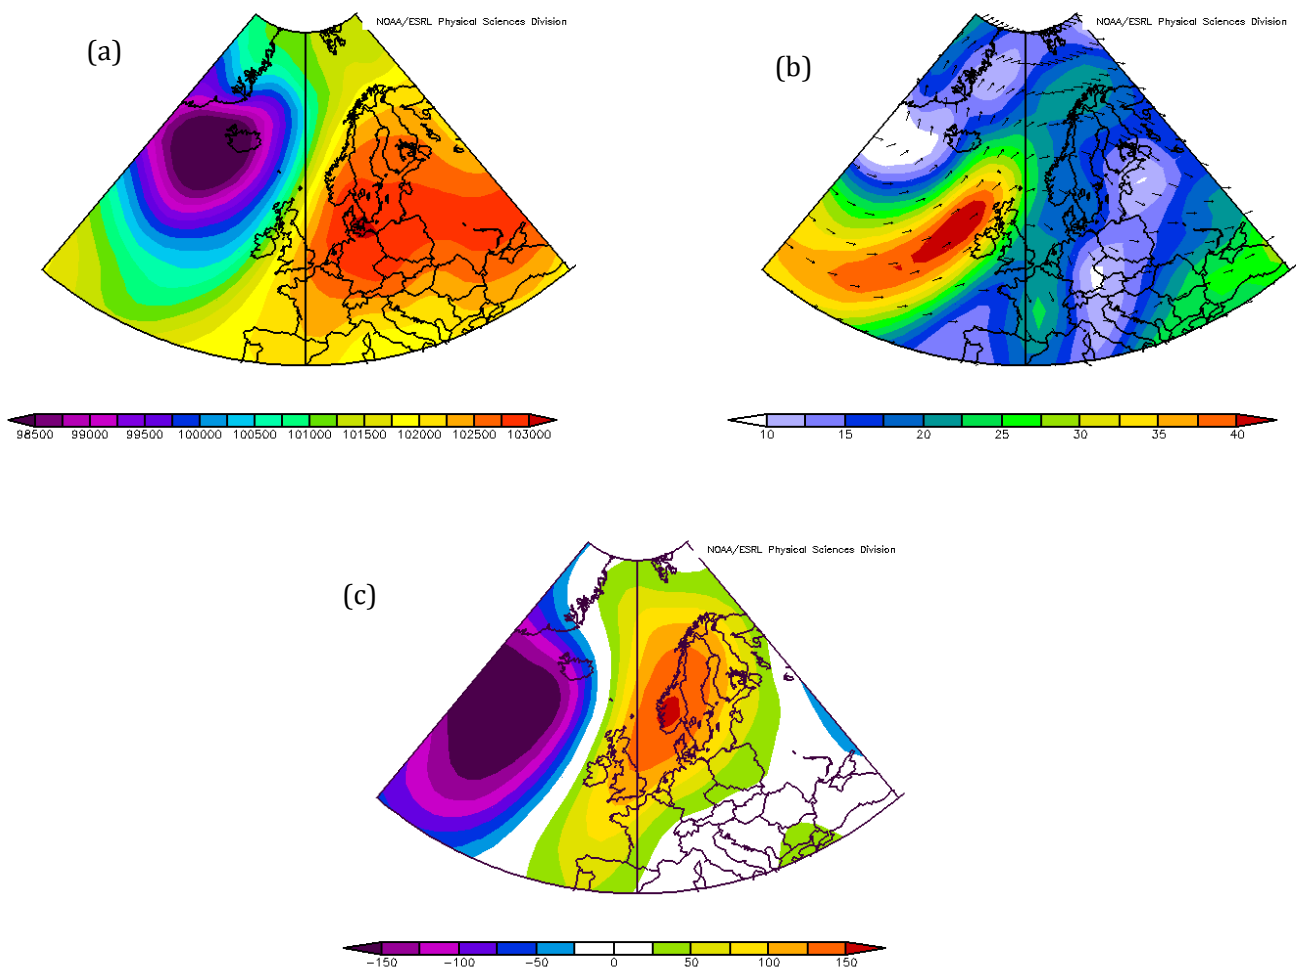 NOAA/ESRL Physical Sciences Division
(a)
98500 99000 99500 100000 100500 101000 101500 102000 102500 103000
NOAA/ESRL Physical Sciences Division
(b)
10 15 20 25 30 35 40
NOAA/ESRL Physical Sciences Division
(c)
-150 -100 -50 0 50 100 150